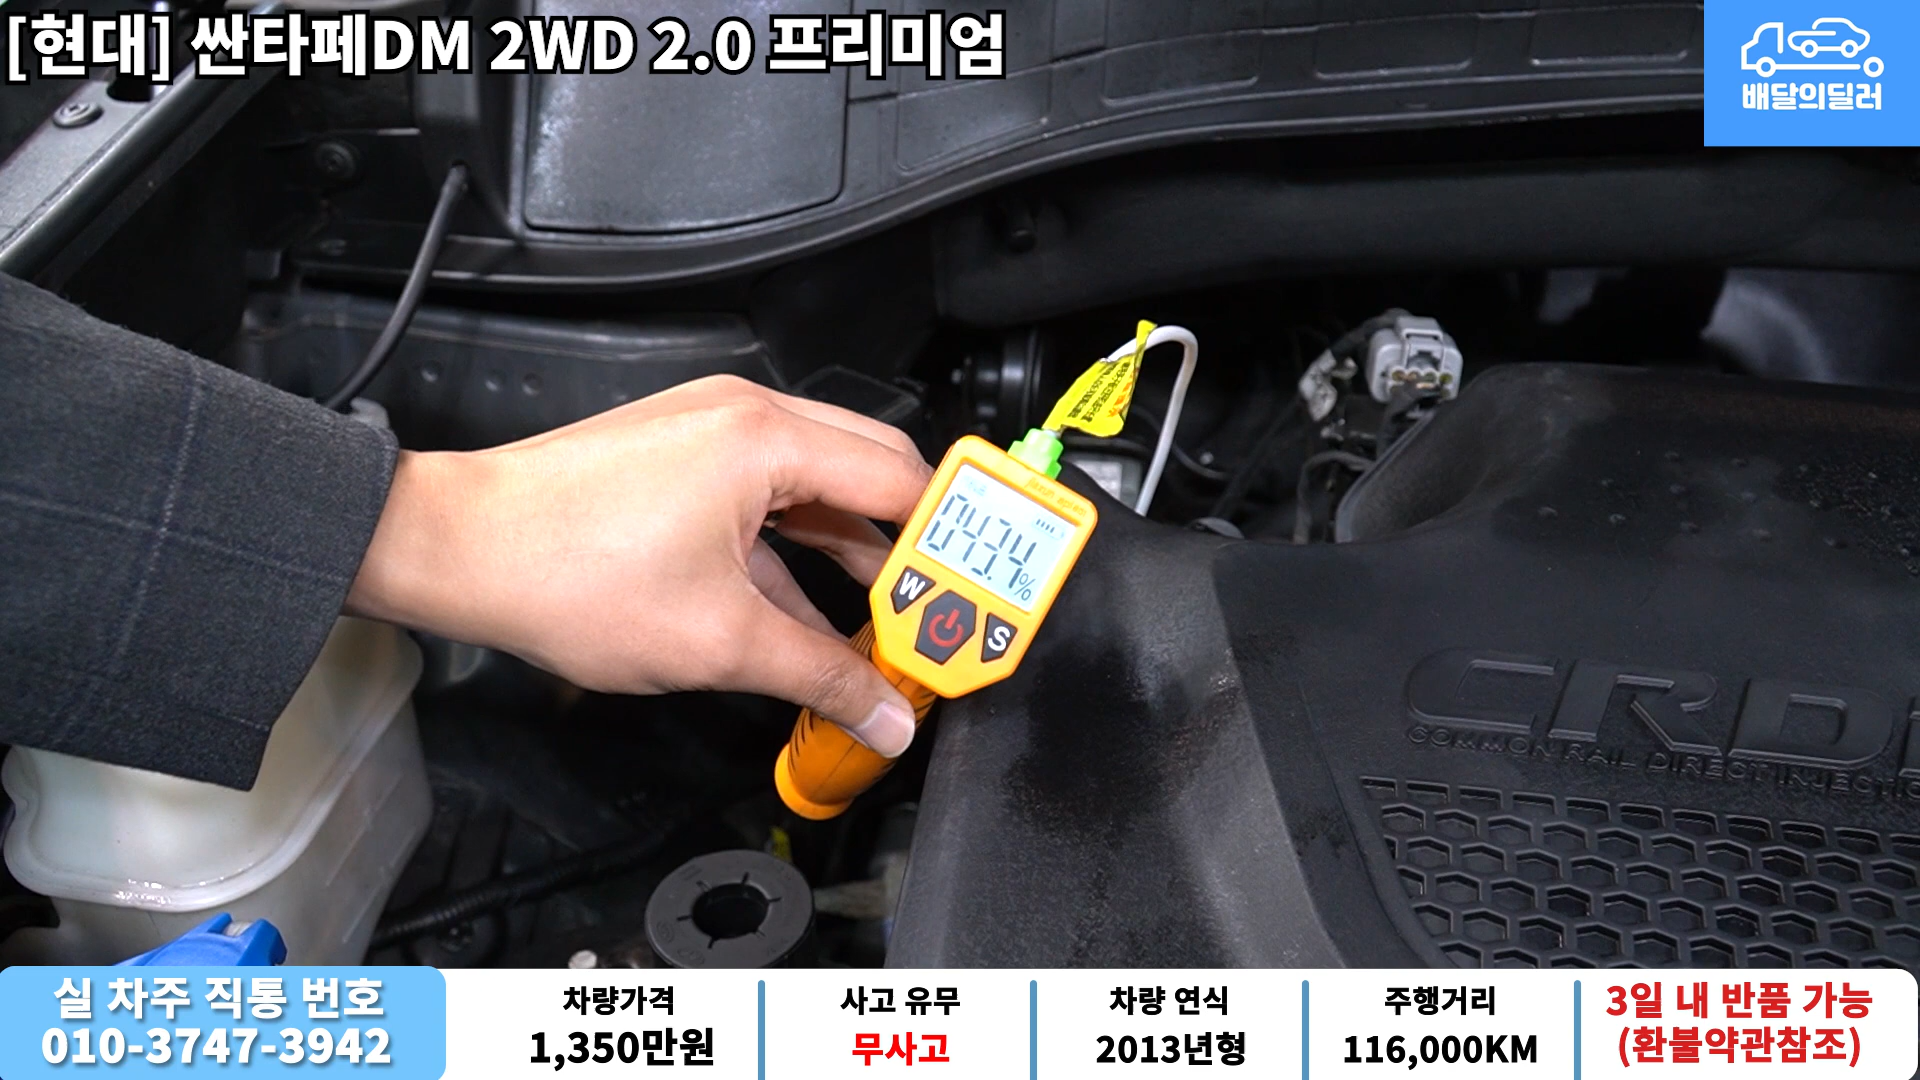 [현대] 싼타페DM 2WD 2.0 프리미엄
배달의딜러
043.4%
W
S
CRDi
COMMON RAIL DIRECT INJECTIO
실 차주 직통 번호
010-3747-3942
차량가격
1,350만원
사고 유무
무사고
차량 연식
2013년형
주행거리
116,000KM
3일 내 반품 가능
(환불약관참조)